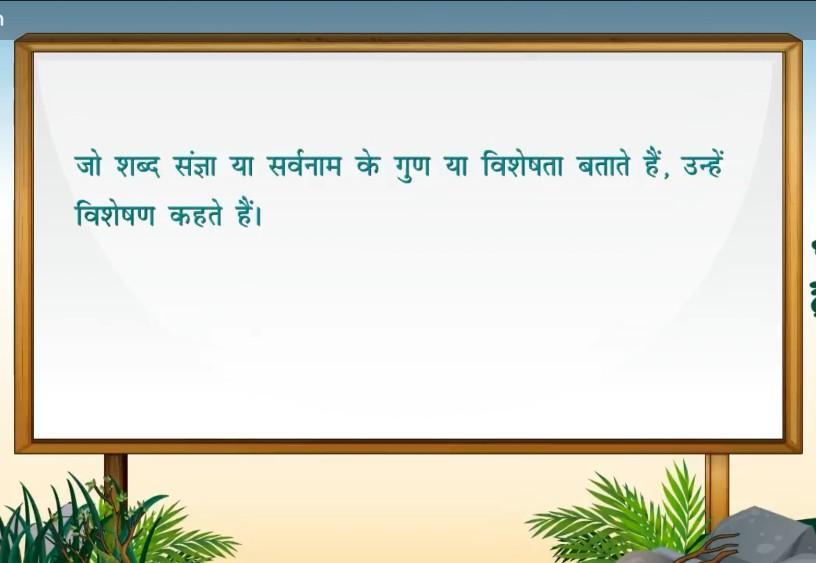 जो शब्द संज्ञा या सर्वनाम के गुण या विशेषता बताते हैं, उन्हें
विशेषण कहते हैं।